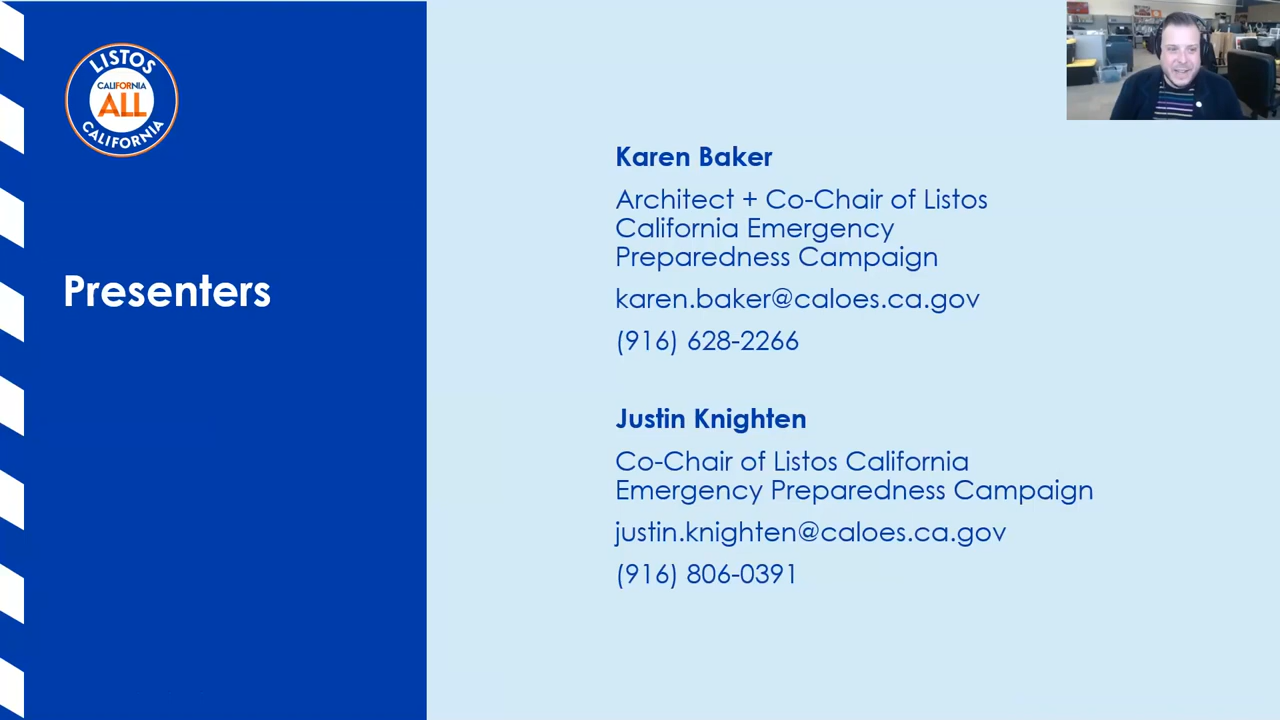 LISTOS
CALIFORNIA
ALL
CALIFORNIA
Presenters
Karen Baker
Architect + Co-Chair of Listos
California Emergency
Preparedness Campaign
karen.baker@caloes.ca.gov
(916) 628-2266
Justin Knighten
Co-Chair of Listos California
Emergency Preparedness Campaign
justin.knighten@caloes.ca.gov
(916) 806-0391